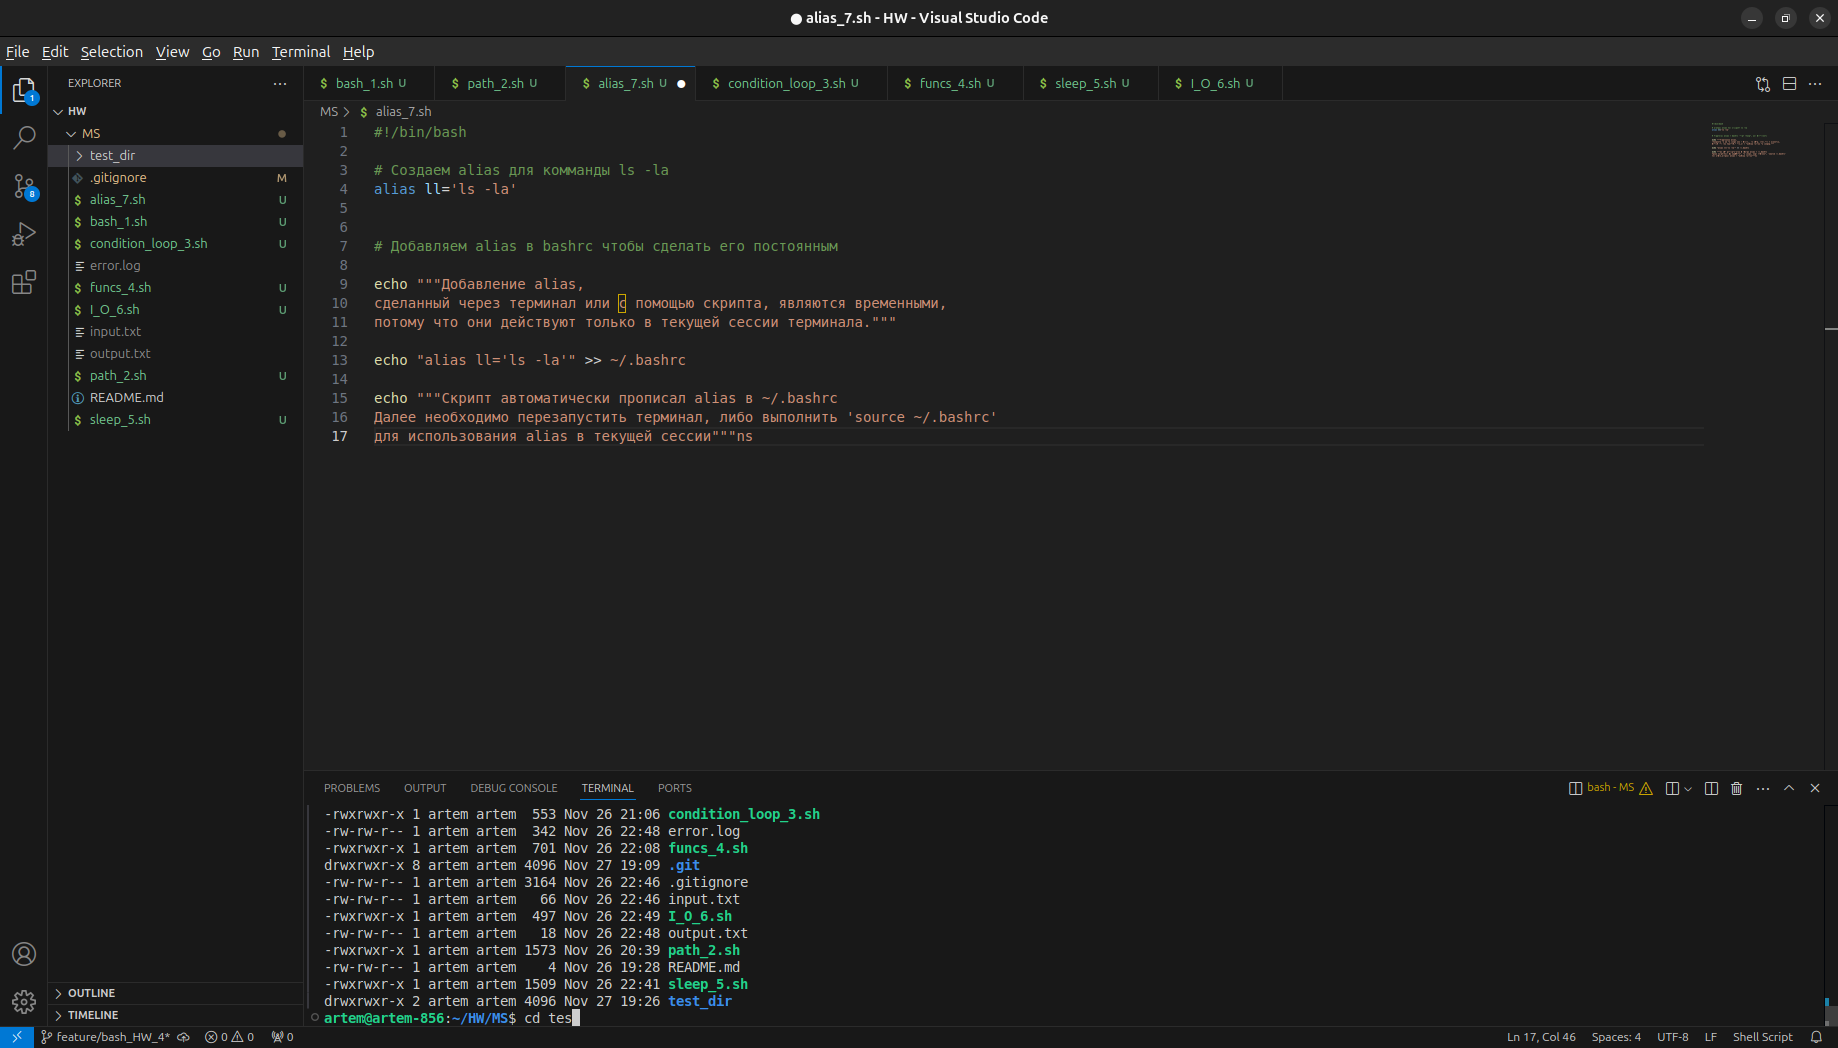 alias_7.sh - HW - Visual Studio Code
File Edit Selection View Go Run Terminal Help
EXPLORER
HW
MS
test_dir
.gitignore M
alias_7.sh U
bash_1.sh U
condition_loop_3.sh U
error.log
funcs_4.sh U
I_O_6.sh U
input.txt
output.txt
path_2.sh U
README.md
sleep_5.sh U
OUTLINE
TIMELINE
1
8
bash_1.sh U path_2.sh U alias_7.sh U condition_loop_3.sh U funcs_4.sh U sleep_5.sh U I_O_6.sh U
MS > alias_7.sh
1 #!/bin/bash
2
3 # Создаем alias для комманды ls -la
4 alias ll='ls -la'
5
6
7 # Добавляем alias в bashrc чтобы сделать его постоянным
8
9 echo """Добавление alias,
10 сделанный через терминал или с помощью скрипта, являются временными,
11 потому что они действуют только в текущей сессии терминала."""
12
13 echo "alias ll='ls -la'" >> ~/.bashrc
14
15 echo """Скрипт автоматически прописал alias в ~/.bashrc
16 Далее необходимо перезапустить терминал, либо выполнить 'source ~/.bashrc'
17 для использования alias в текущей сессии"""ns
PROBLEMS OUTPUT DEBUG CONSOLE TERMINAL PORTS
bash - MS
-rwxrwxr-x 1 artem artem  553 Nov 26 21:06 condition_loop_3.sh
-rw-rw-r-- 1 artem artem  342 Nov 26 22:48 error.log
-rwxrwxr-x 1 artem artem  701 Nov 26 22:08 funcs_4.sh
drwxrwxr-x 8 artem artem 4096 Nov 27 19:09 .git
-rw-rw-r-- 1 artem artem 3164 Nov 26 22:46 .gitignore
-rw-rw-r-- 1 artem artem   66 Nov 26 22:46 input.txt
-rwxrwxr-x 1 artem artem  497 Nov 26 22:49 I_O_6.sh
-rw-rw-r-- 1 artem artem   18 Nov 26 22:48 output.txt
-rwxrwxr-x 1 artem artem 1573 Nov 26 20:39 path_2.sh
-rw-rw-r-- 1 artem artem    4 Nov 26 19:28 README.md
-rwxrwxr-x 1 artem artem 1509 Nov 26 22:41 sleep_5.sh
drwxrwxr-x 2 artem artem 4096 Nov 27 19:26 test_dir
artem@artem-856:~/HW/MS$ cd tes
feature/bash_HW_4* 0 0 0 Ln 17, Col 46 Spaces: 4 UTF-8 LF Shell Script